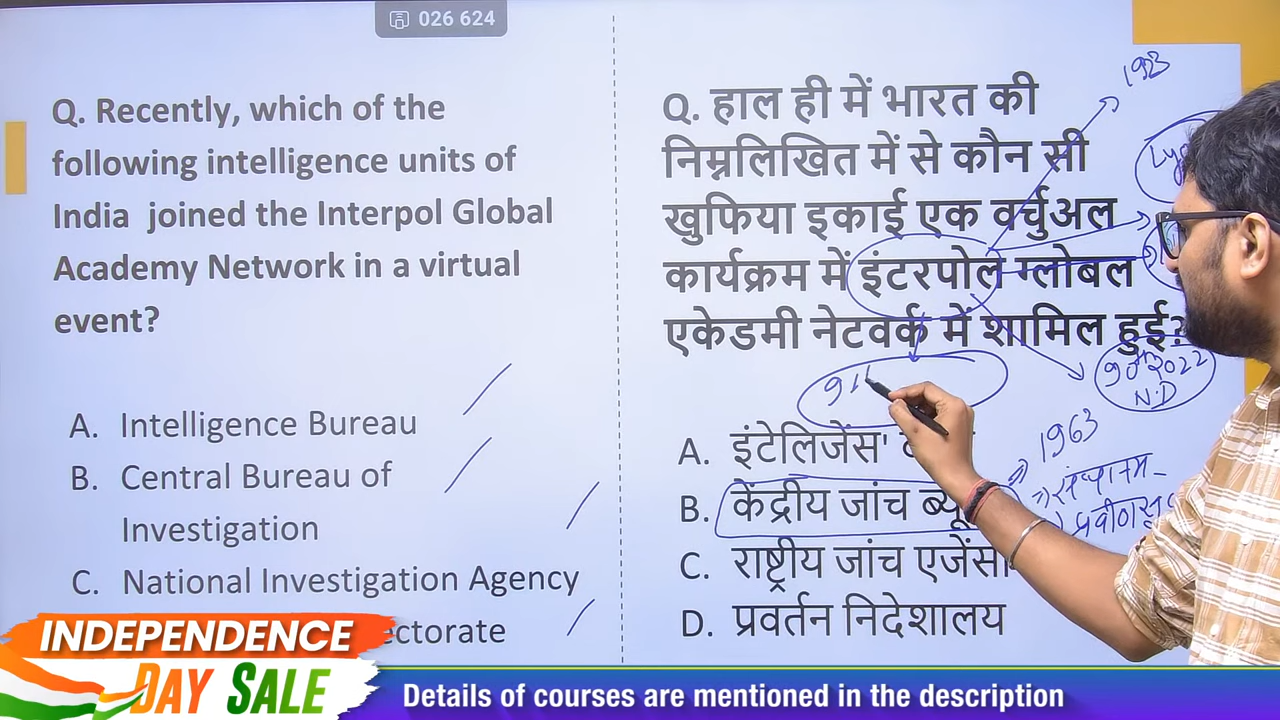 026 624
Q. Recently, which of the
following intelligence units of
India joined the Interpol Global
Academy Network in a virtual
event?
A. Intelligence Bureau
B. Central Bureau of
Investigation
C. National Investigation Agency
ectorate
Q. हाल ही में भारत की
निम्नलिखित में से कौन सी
खुफिया इकाई एक वर्चुअल
कार्यक्रम में इंटरपोल ग्लोबल
एकेडमी नेटवर्क में शामिल हुई?
A. इंटेलिजेंस'
B. केंद्रीय जांच ब्यू
C. राष्ट्रीय जांच एजेंसी
D. प्रवर्तन निदेशालय
1923
Ly
90th 2022
N.D
1963
INDEPENDENCE
DAY SALE
Details of courses are mentioned in the description